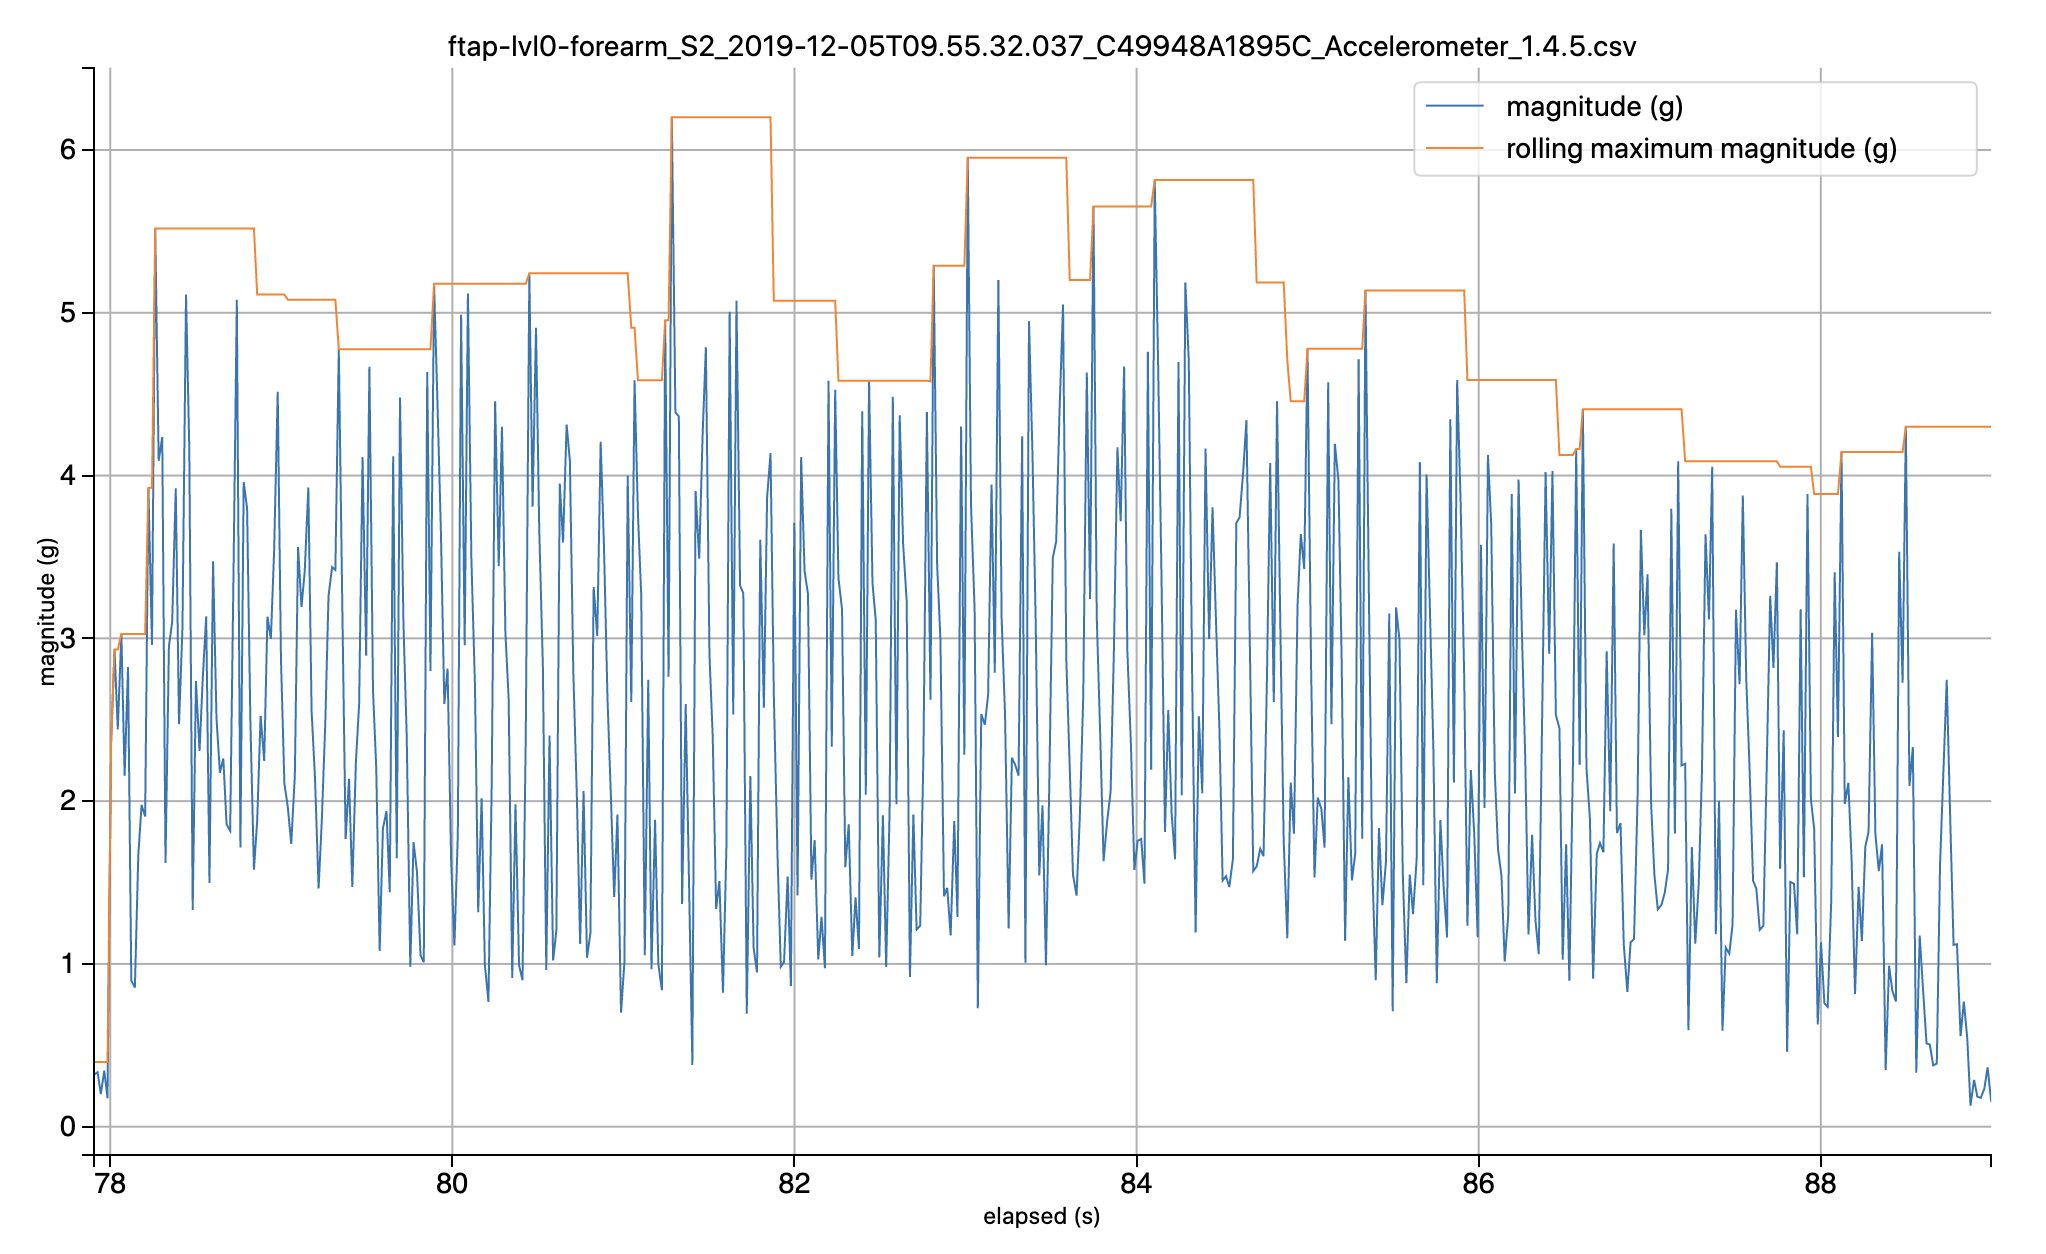 ftap-lvl0-forearm_S2_2019-12-05T09.55.32.037_C49948A1895C_Accelerometer_1.4.5.csv
magnitude (g)
rolling maximum magnitude (g)
6
5
4
3
2
1
0
magnitude (g)
78 80 82 84 86 88
elapsed (s)